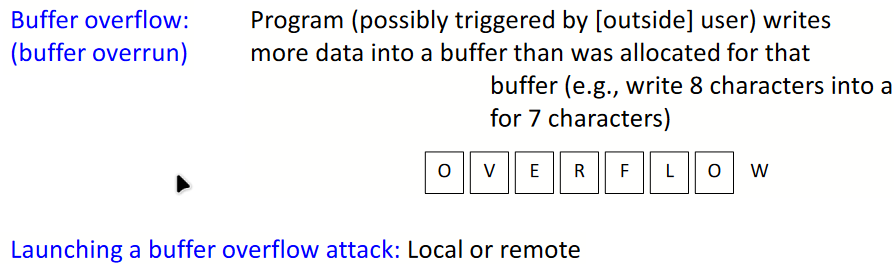 Buffer overflow: Program (possibly triggered by [outside] user) writes
(buffer overrun) more data into a buffer than was allocated for that
buffer (e.g., write 8 characters into a
for 7 characters)
O V E R F L O W
Launching a buffer overflow attack: Local or remote